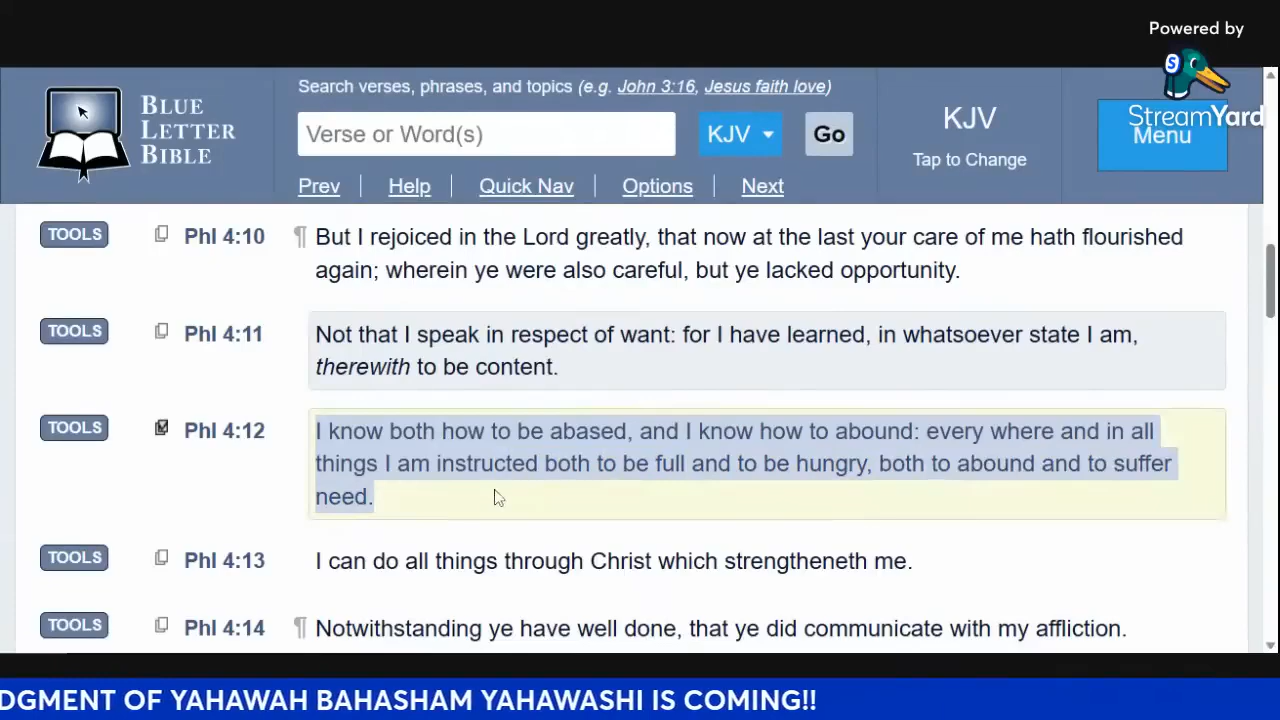 Powered by
StreamYard
BLUE
LETTER
BIBLE
Search verses, phrases, and topics (e.g. John 3:16, Jesus faith love)
Verse or Word(s)
KJV
Go
Prev
Help
Quick Nav
Options
Next
KJV
Tap to Change
Menu
TOOLS Phl 4:10 ¶ But I rejoiced in the Lord greatly, that now at the last your care of me hath flourished
again; wherein ye were also careful, but ye lacked opportunity.
TOOLS Phl 4:11 Not that I speak in respect of want: for I have learned, in whatsoever state I am,
therewith to be content.
TOOLS Phl 4:12 I know both how to be abased, and I know how to abound: every where and in all
things I am instructed both to be full and to be hungry, both to abound and to suffer
need.
TOOLS Phl 4:13 I can do all things through Christ which strengtheneth me.
TOOLS Phl 4:14 ¶ Notwithstanding ye have well done, that ye did communicate with my affliction.
DGMENT OF YAHAWAH BAHASHAM YAHAWASHI IS COMING!!